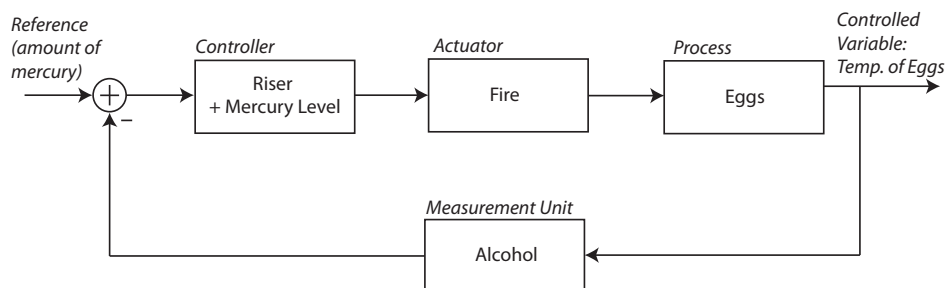 Reference
(amount of
mercury)
+
−
Controller
Riser
+ Mercury Level
Actuator
Fire
Process
Eggs
Controlled
Variable:
Temp. of Eggs
Measurement Unit
Alcohol